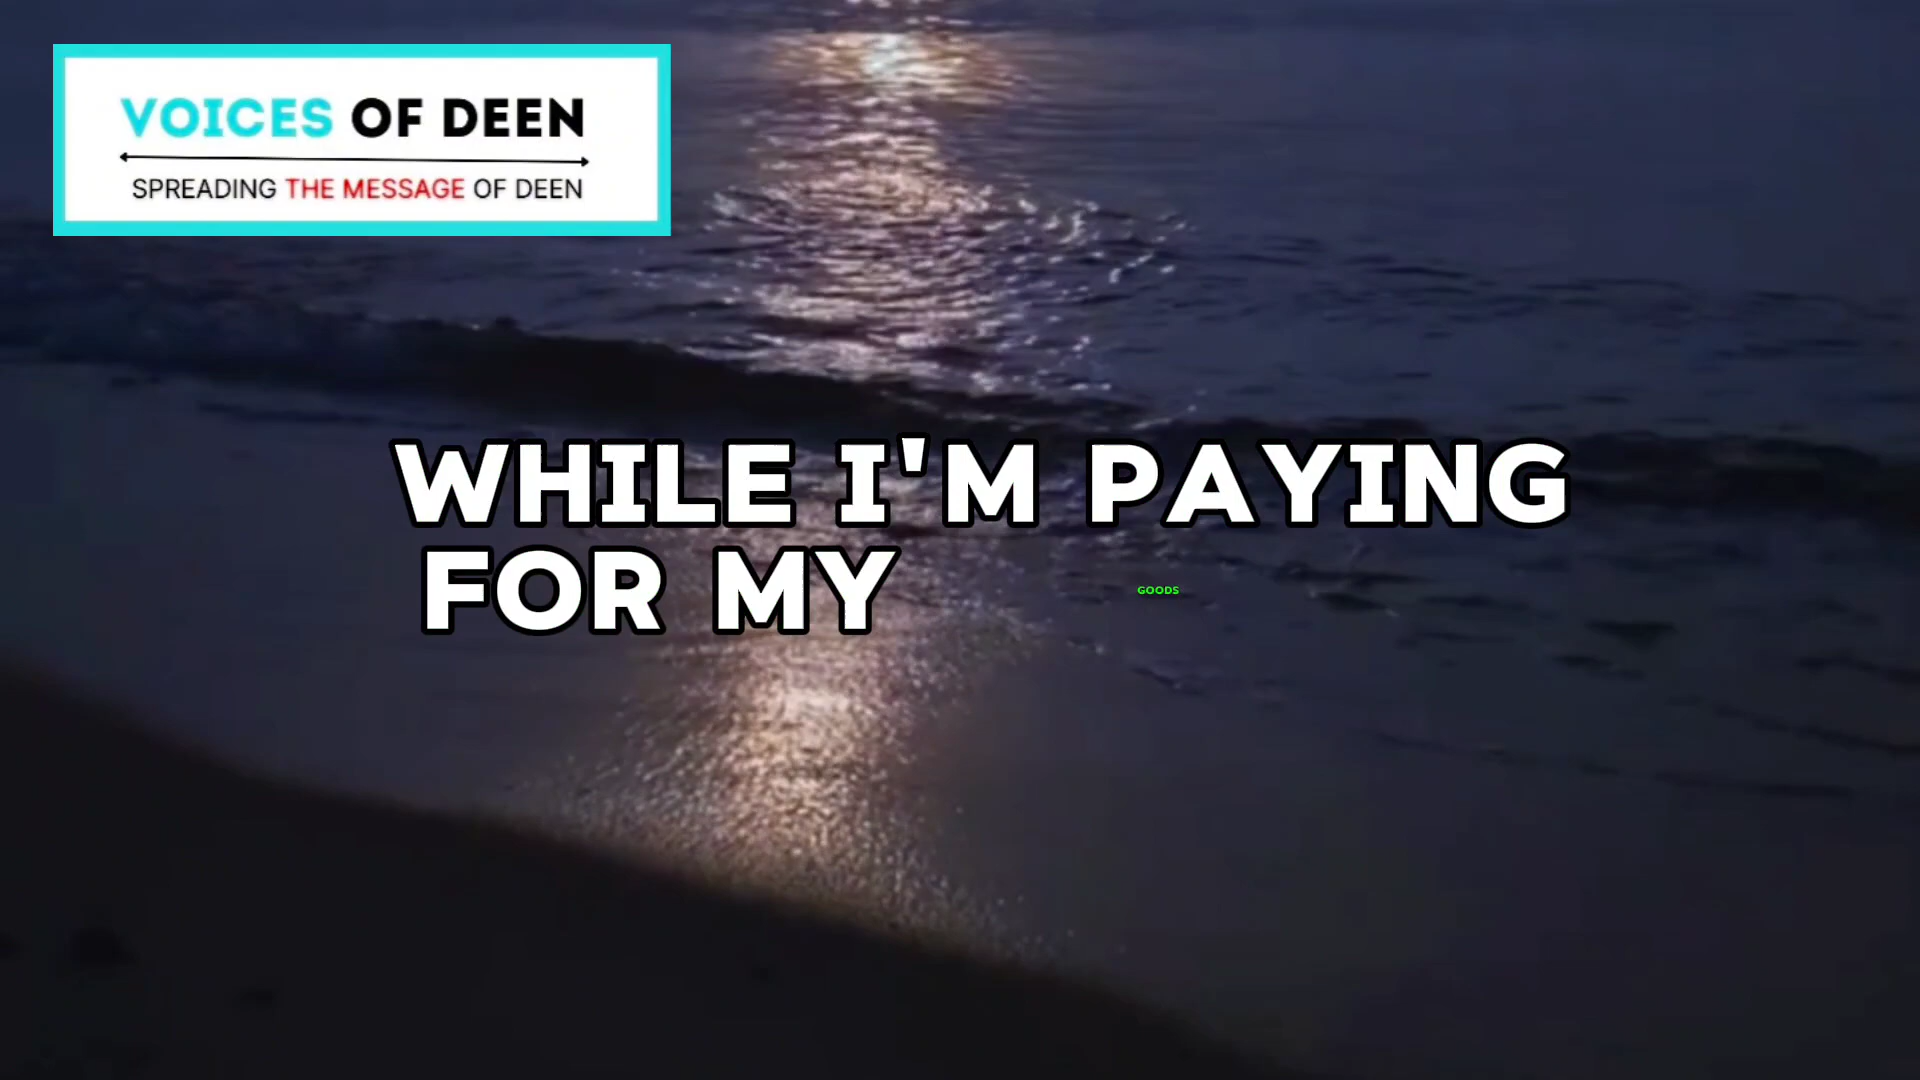 VOICES OF DEEN
SPREADING THE MESSAGE OF DEEN
WHILE I'M PAYING
FOR MY GOODS